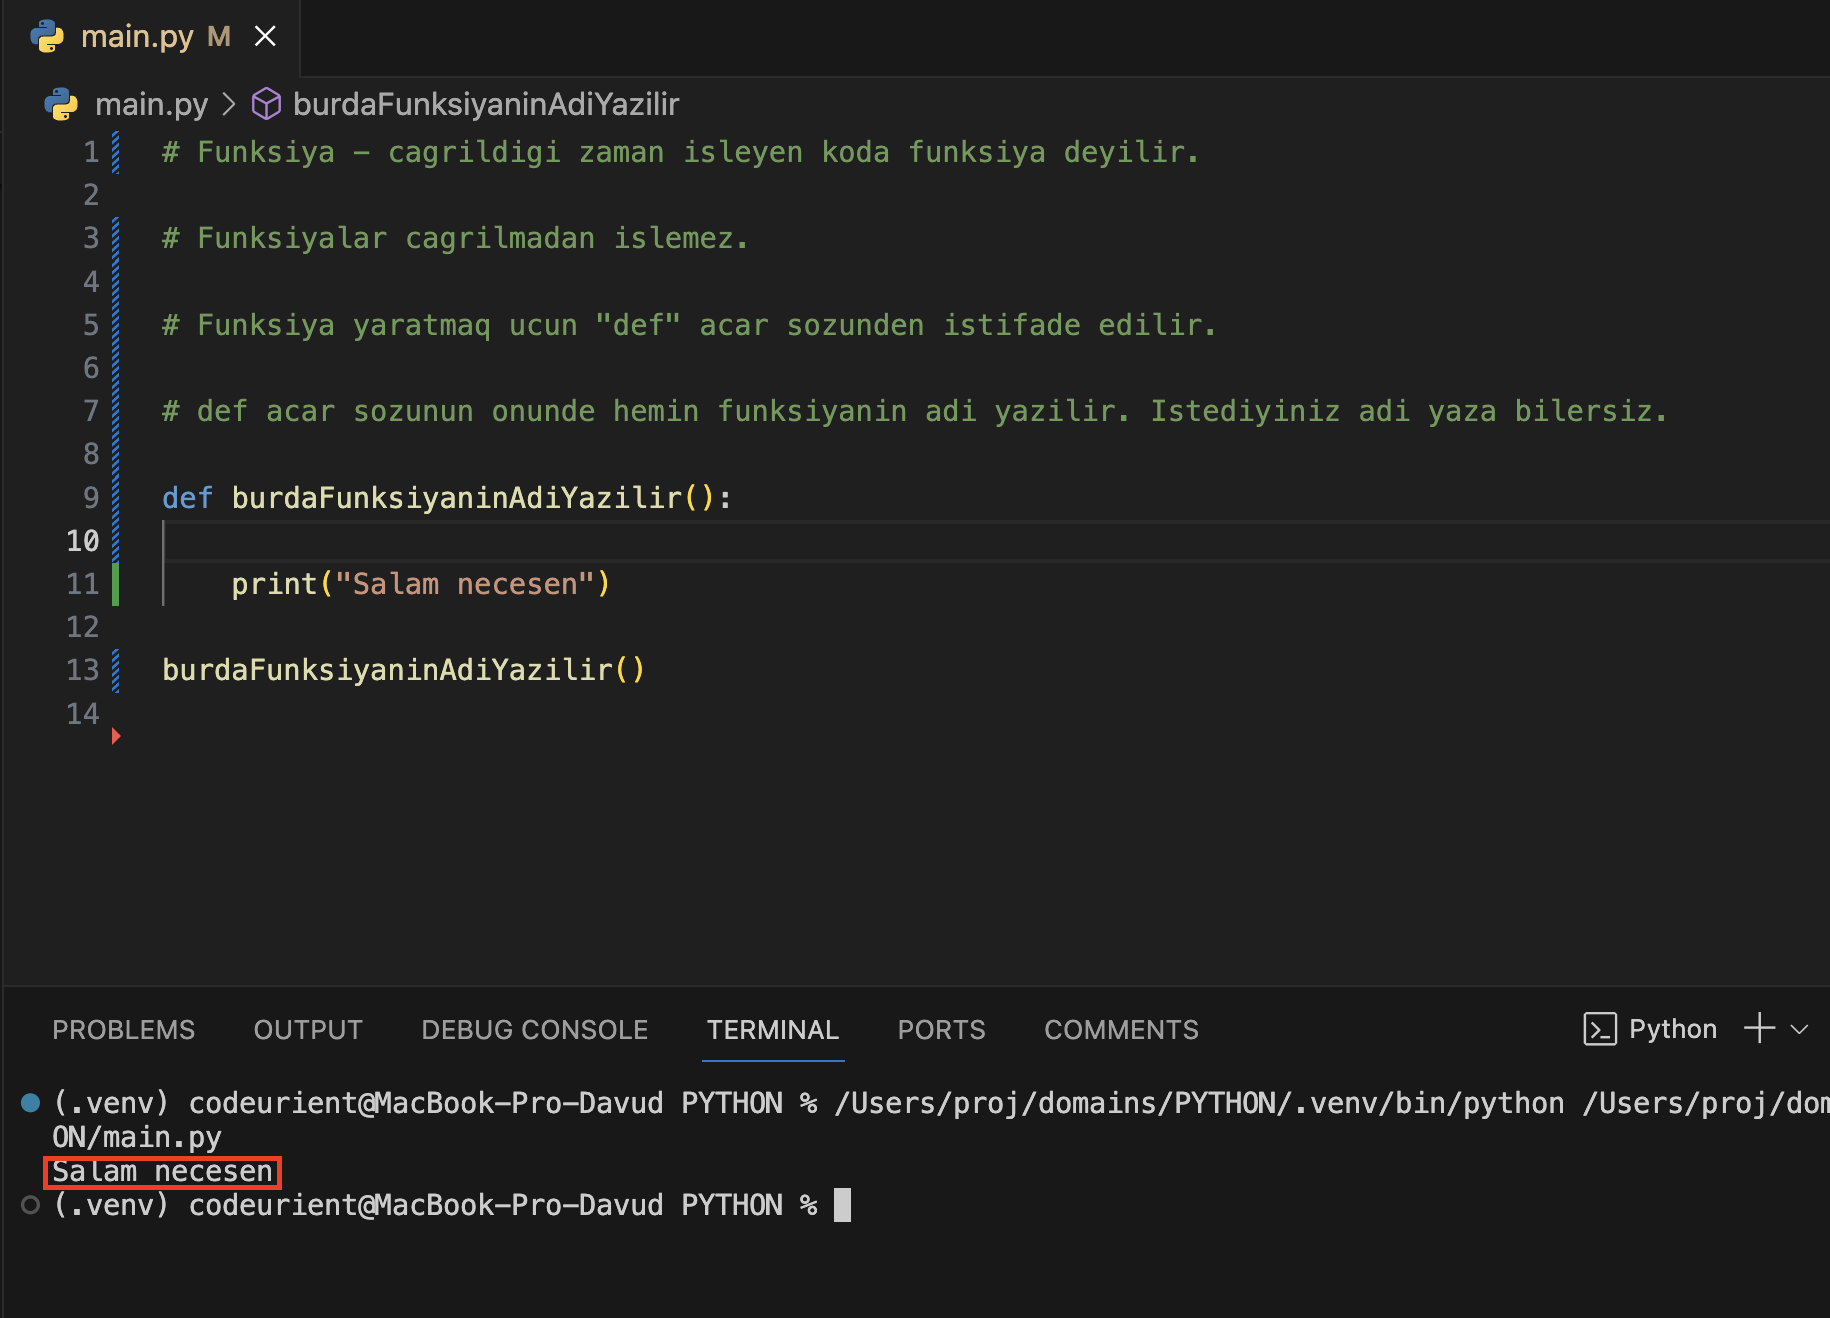 main.py M
main.py > burdaFunksiyaninAdiYazilir
1 # Funksiya - cagrildigi zaman isleyen koda funksiya deyilir.
2
3 # Funksiyalar cagrilmadan islemez.
4
5 # Funksiya yaratmaq ucun "def" acar sozunden istifade edilir.
6
7 # def acar sozunun onunde hemin funksiyanin adi yazilir. Istediyiniz adi yaza bilersiz.
8
9 def burdaFunksiyaninAdiYazilir():
10
11 print("Salam necesen")
12
13 burdaFunksiyaninAdiYazilir()
14
PROBLEMS OUTPUT DEBUG CONSOLE TERMINAL PORTS COMMENTS Python
(.venv) codeurient@MacBook-Pro-Davud PYTHON % /Users/proj/domains/PYTHON/.venv/bin/python /Users/proj/dom
ON/main.py
Salam necesen
(.venv) codeurient@MacBook-Pro-Davud PYTHON %